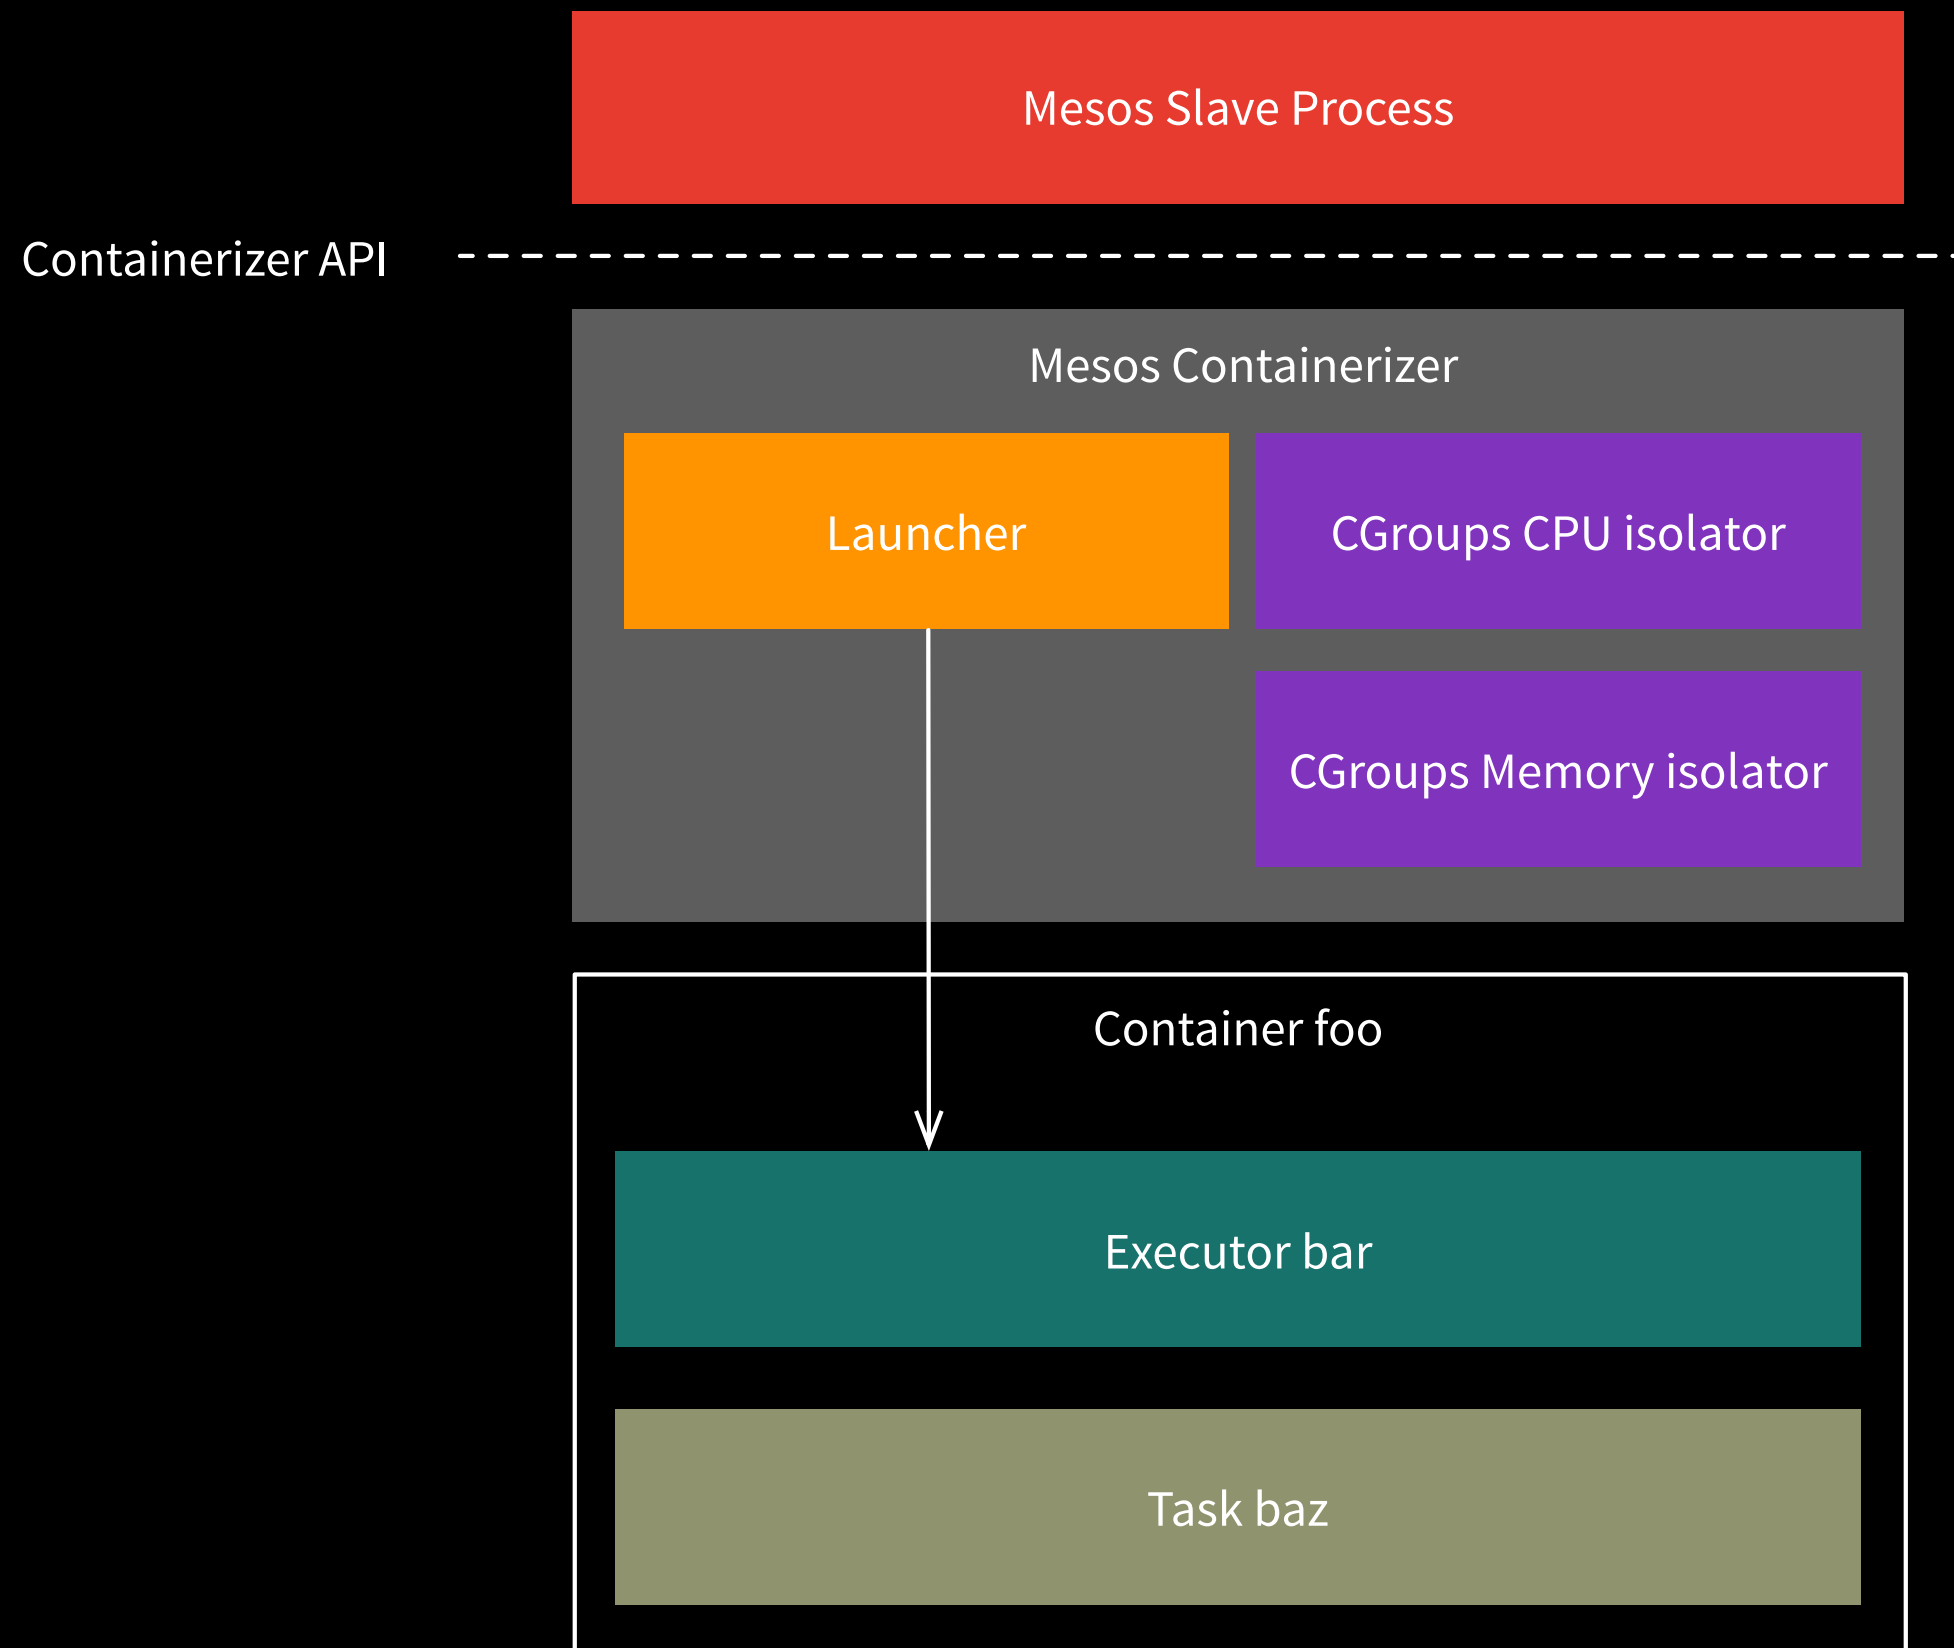 Mesos Slave Process
Containerizer API
Mesos Containerizer
Launcher
CGroups CPU isolator
CGroups Memory isolator
Container foo
Executor bar
Task baz